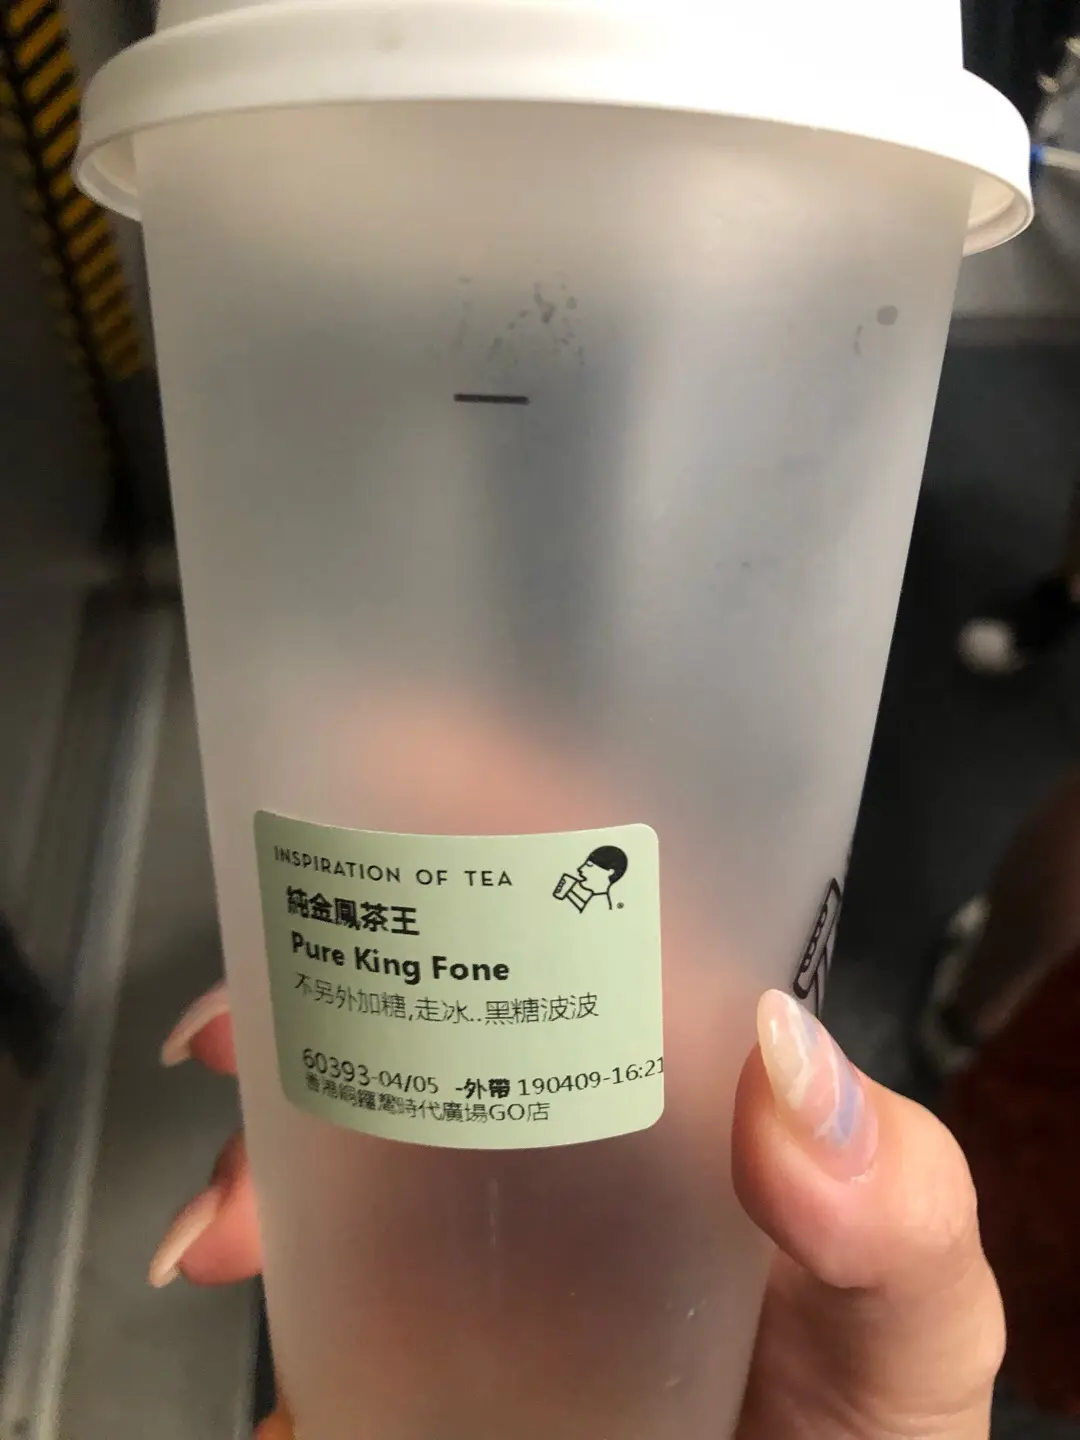 INSPIRATION OF TEA
純金鳳茶王
Pure King Fone
不另外加糖,走冰..黑糖波波
60393-04/05 -外帶 190409-16:21
香港銅鑼灣時代廣場GO店